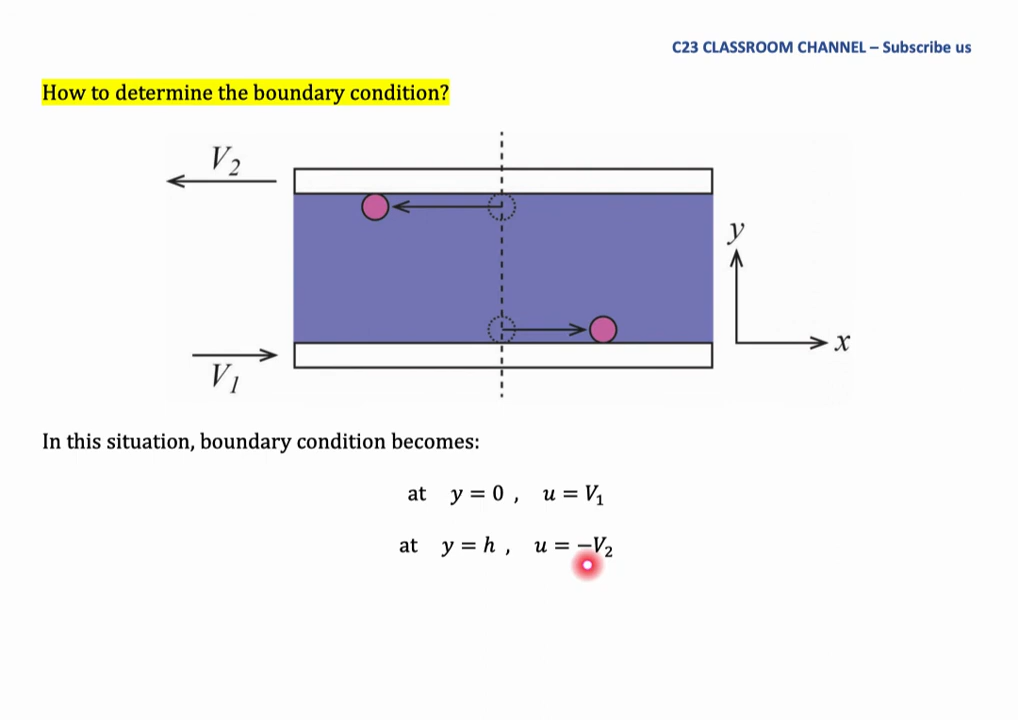 C23 CLASSROOM CHANNEL – Subscribe us
How to determine the boundary condition?
V₂
y
x
V₁
In this situation, boundary condition becomes:
at y = 0 , u = V₁
at y = h , u = −V₂